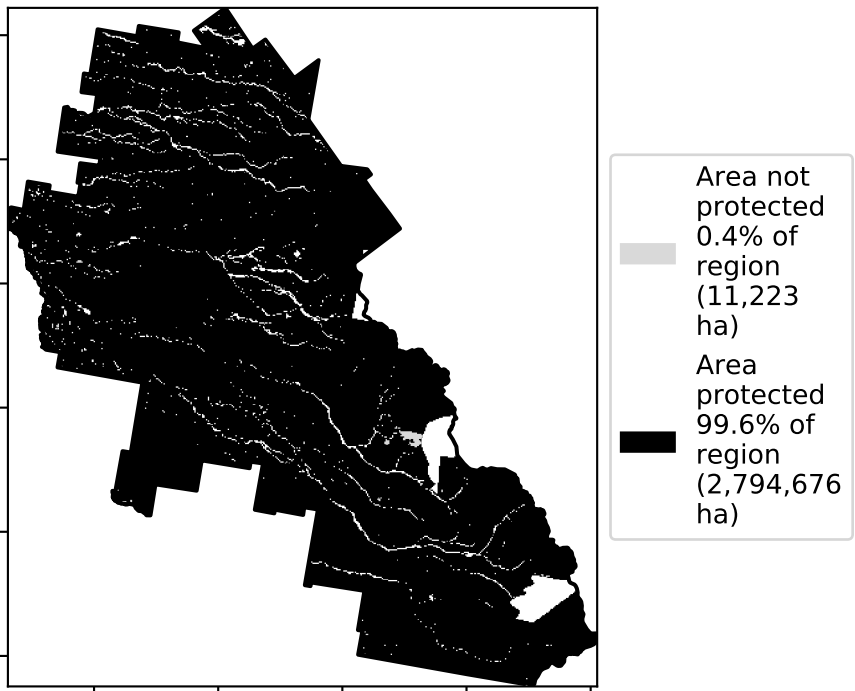 Area not
protected
0.4% of
region
(11,223
ha)
Area
protected
99.6% of
region
(2,794,676
ha)